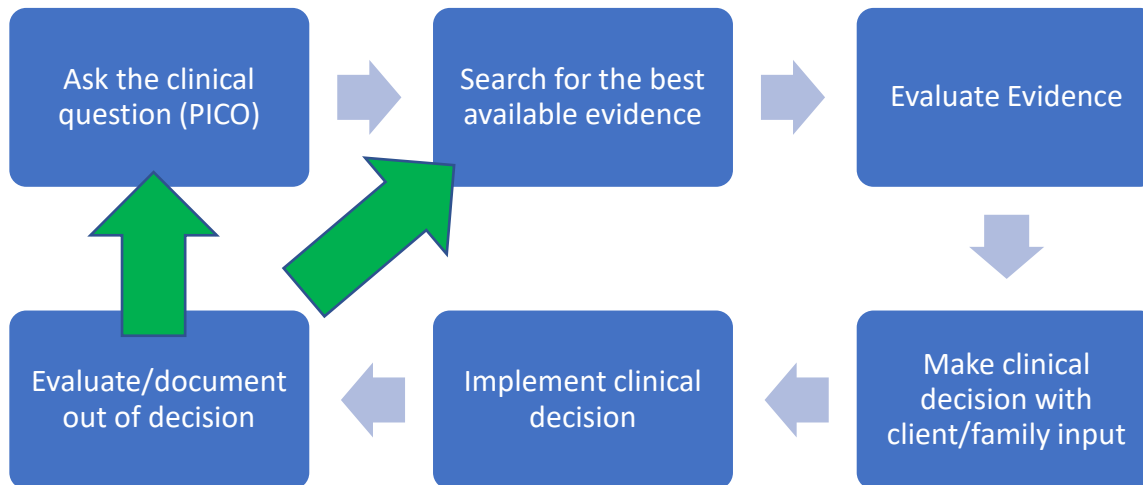 Ask the clinical
question (PICO)
Search for the best
available evidence
Evaluate Evidence
Make clinical
decision with
client/family input
Implement clinical
decision
Evaluate/document
out of decision